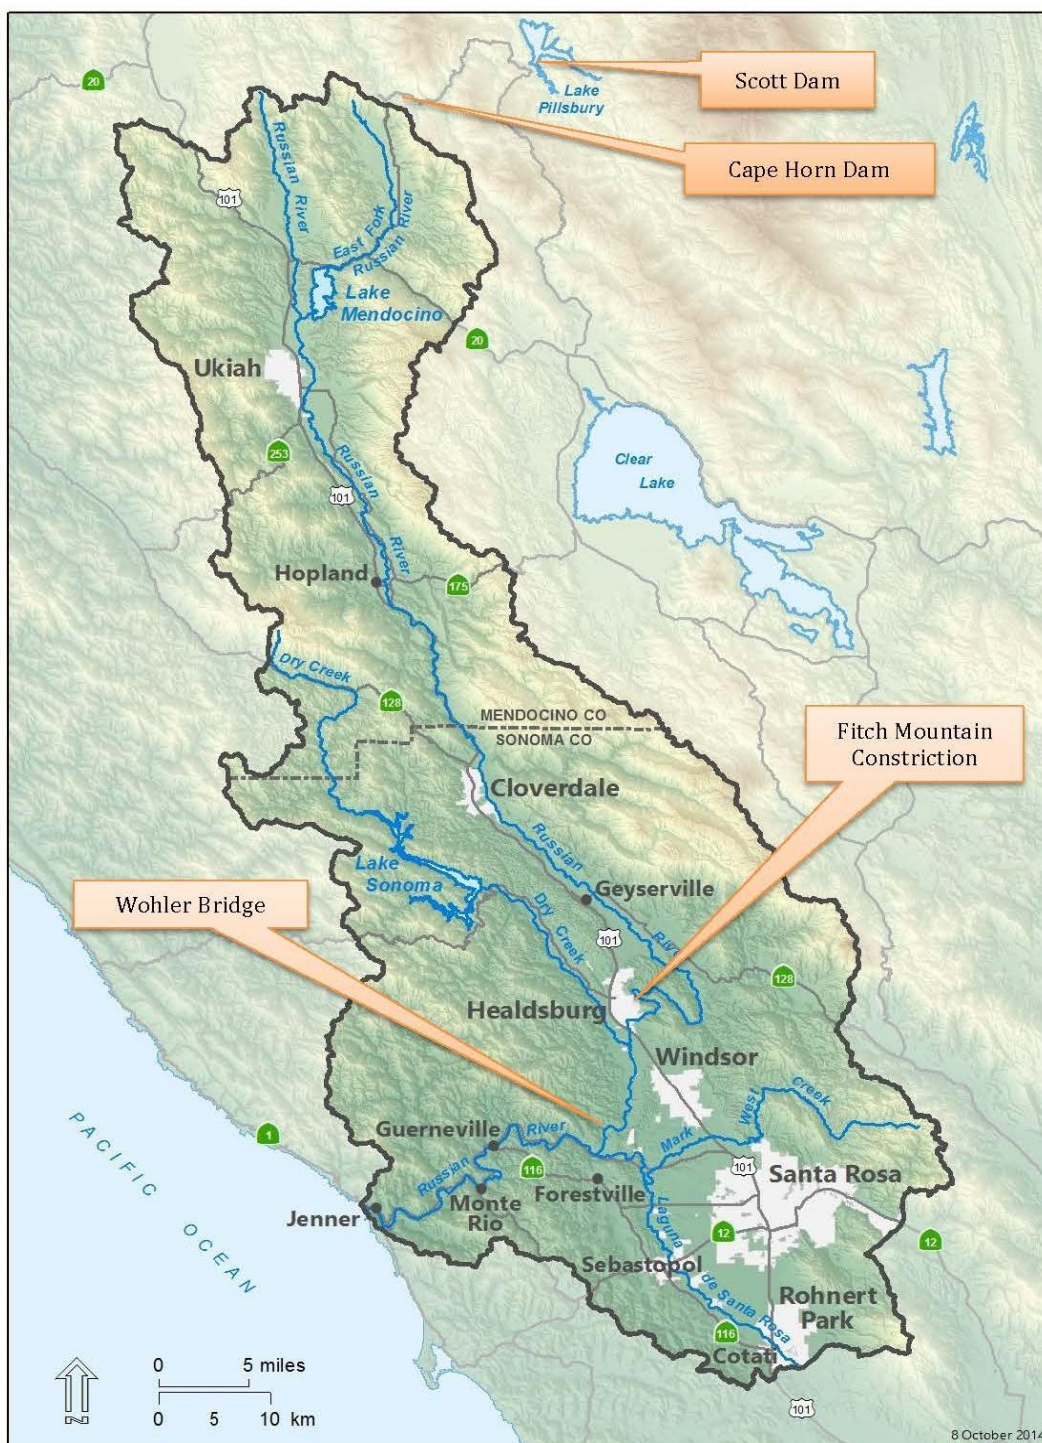 Scott Dam
20
Lake
Pillsbury
Cape Horn Dam
Russian River
101
East Fork
Russian River
Lake
Mendocino
20
Ukiah
253
Clear
Lake
Russian
101
River
Hopland
175
Dry Creek
128
MENDOCINO CO
SONOMA CO
Fitch Mountain
Constriction
Cloverdale
Russian
Lake
Sonoma
Geyserville
Wohler Bridge
Dry Creek
101
River
128
Healdsburg
Windsor
Creek
West
Mark
1
Guerneville
River
Russian
116
101
Santa Rosa
Forestville
Monte
Rio
Jenner
PACIFIC
OCEAN
Laguna
12
12
Sebastopol
de Santa Rosa
Rohnert
Park
116
Cotati
0 5 miles
0 5 10 km
N
101
8 October 2014